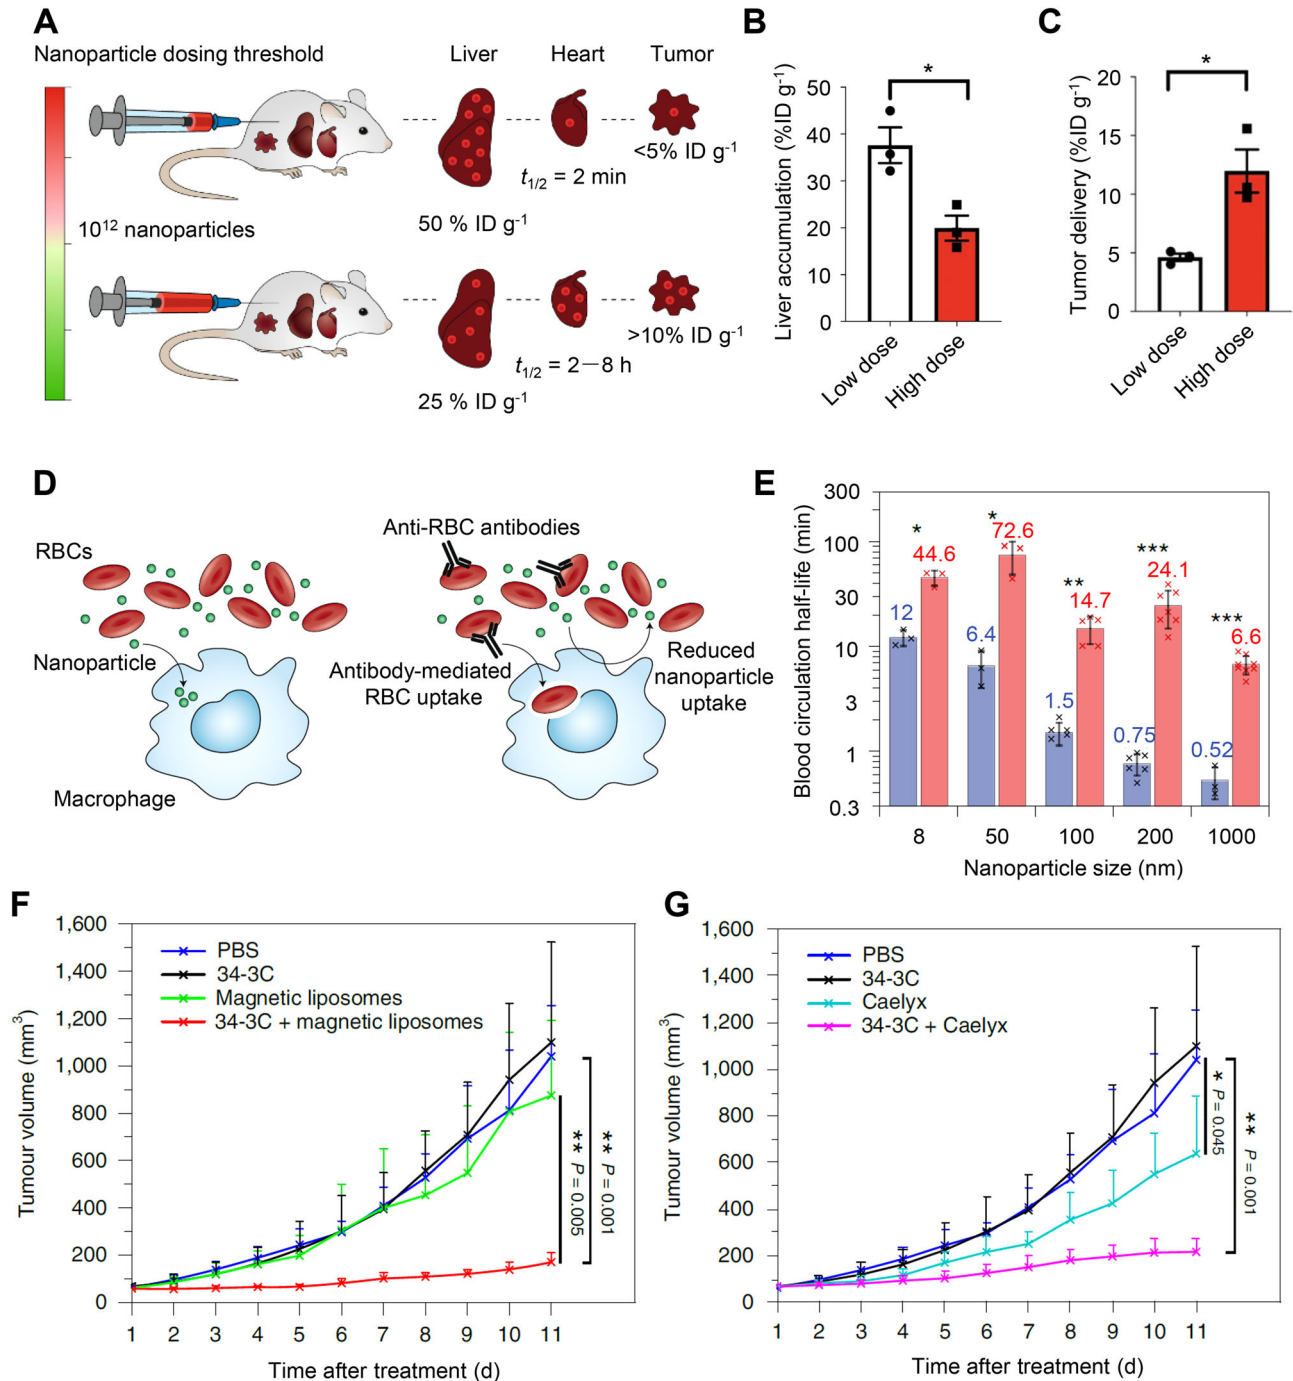 A
Nanoparticle dosing threshold
Liver
Heart
Tumor
<5% ID g⁻¹
t1/2 = 2 min
50 % ID g⁻¹
10¹² nanoparticles
>10% ID g⁻¹
t1/2 = 2−8 h
25 % ID g⁻¹
B
Liver accumulation (%ID g⁻¹)
50
40
30
20
10
0
*
Low dose
High dose
C
Tumor delivery (%ID g⁻¹)
20
15
10
5
0
*
Low dose
High dose
D
RBCs
Nanoparticle
Macrophage
Anti-RBC antibodies
Antibody-mediated
RBC uptake
Reduced
nanoparticle
uptake
E
Blood circulation half-life (min)
300
100
30
10
3
1
0.3
*
12
44.6
*
6.4
72.6
**
1.5
14.7
***
0.75
24.1
***
0.52
6.6
8
50
100
200
1000
Nanoparticle size (nm)
F
Tumour volume (mm³)
1,600
1,400
1,200
1,000
800
600
400
200
0
PBS
34-3C
Magnetic liposomes
34-3C + magnetic liposomes
** P = 0.005
** P = 0.001
1 2 3 4 5 6 7 8 9 10 11
Time after treatment (d)
G
Tumour volume (mm³)
1,600
1,400
1,200
1,000
800
600
400
200
0
PBS
34-3C
Caelyx
34-3C + Caelyx
* P = 0.045
** P = 0.001
1 2 3 4 5 6 7 8 9 10 11
Time after treatment (d)